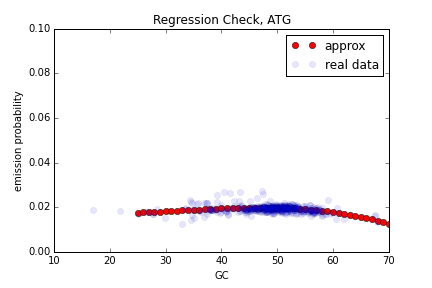 Regression Check, ATG
approx
real data
emission probability
0.10
0.08
0.06
0.04
0.02
0.00
10
20
30
40
50
60
70
GC